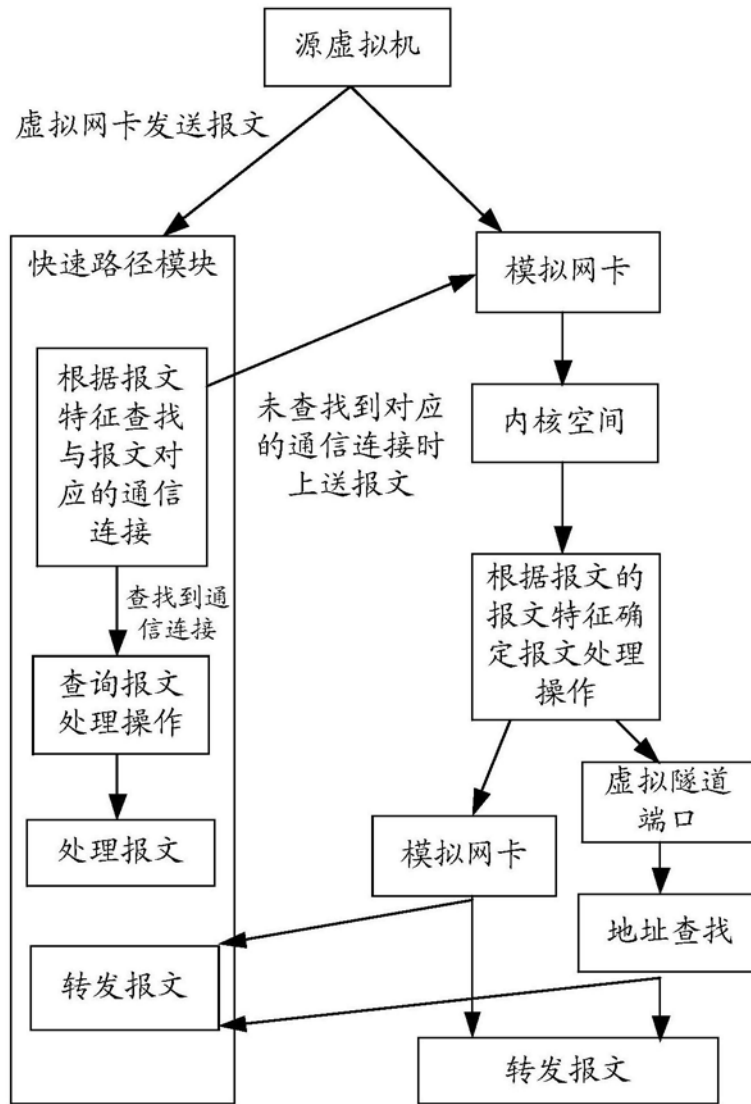 源虚拟机
虚拟网卡发送报文
快速路径模块
模拟网卡
根据报文
特征查找
与报文对
应的通信
连接
未查找到对应
的通信连接时
上送报文
内核空间
查找到通
信连接
根据报文的
报文特征确
定报文处理
操作
查询报文
处理操作
虚拟隧道
端口
处理报文
模拟网卡
地址查找
转发报文
转发报文